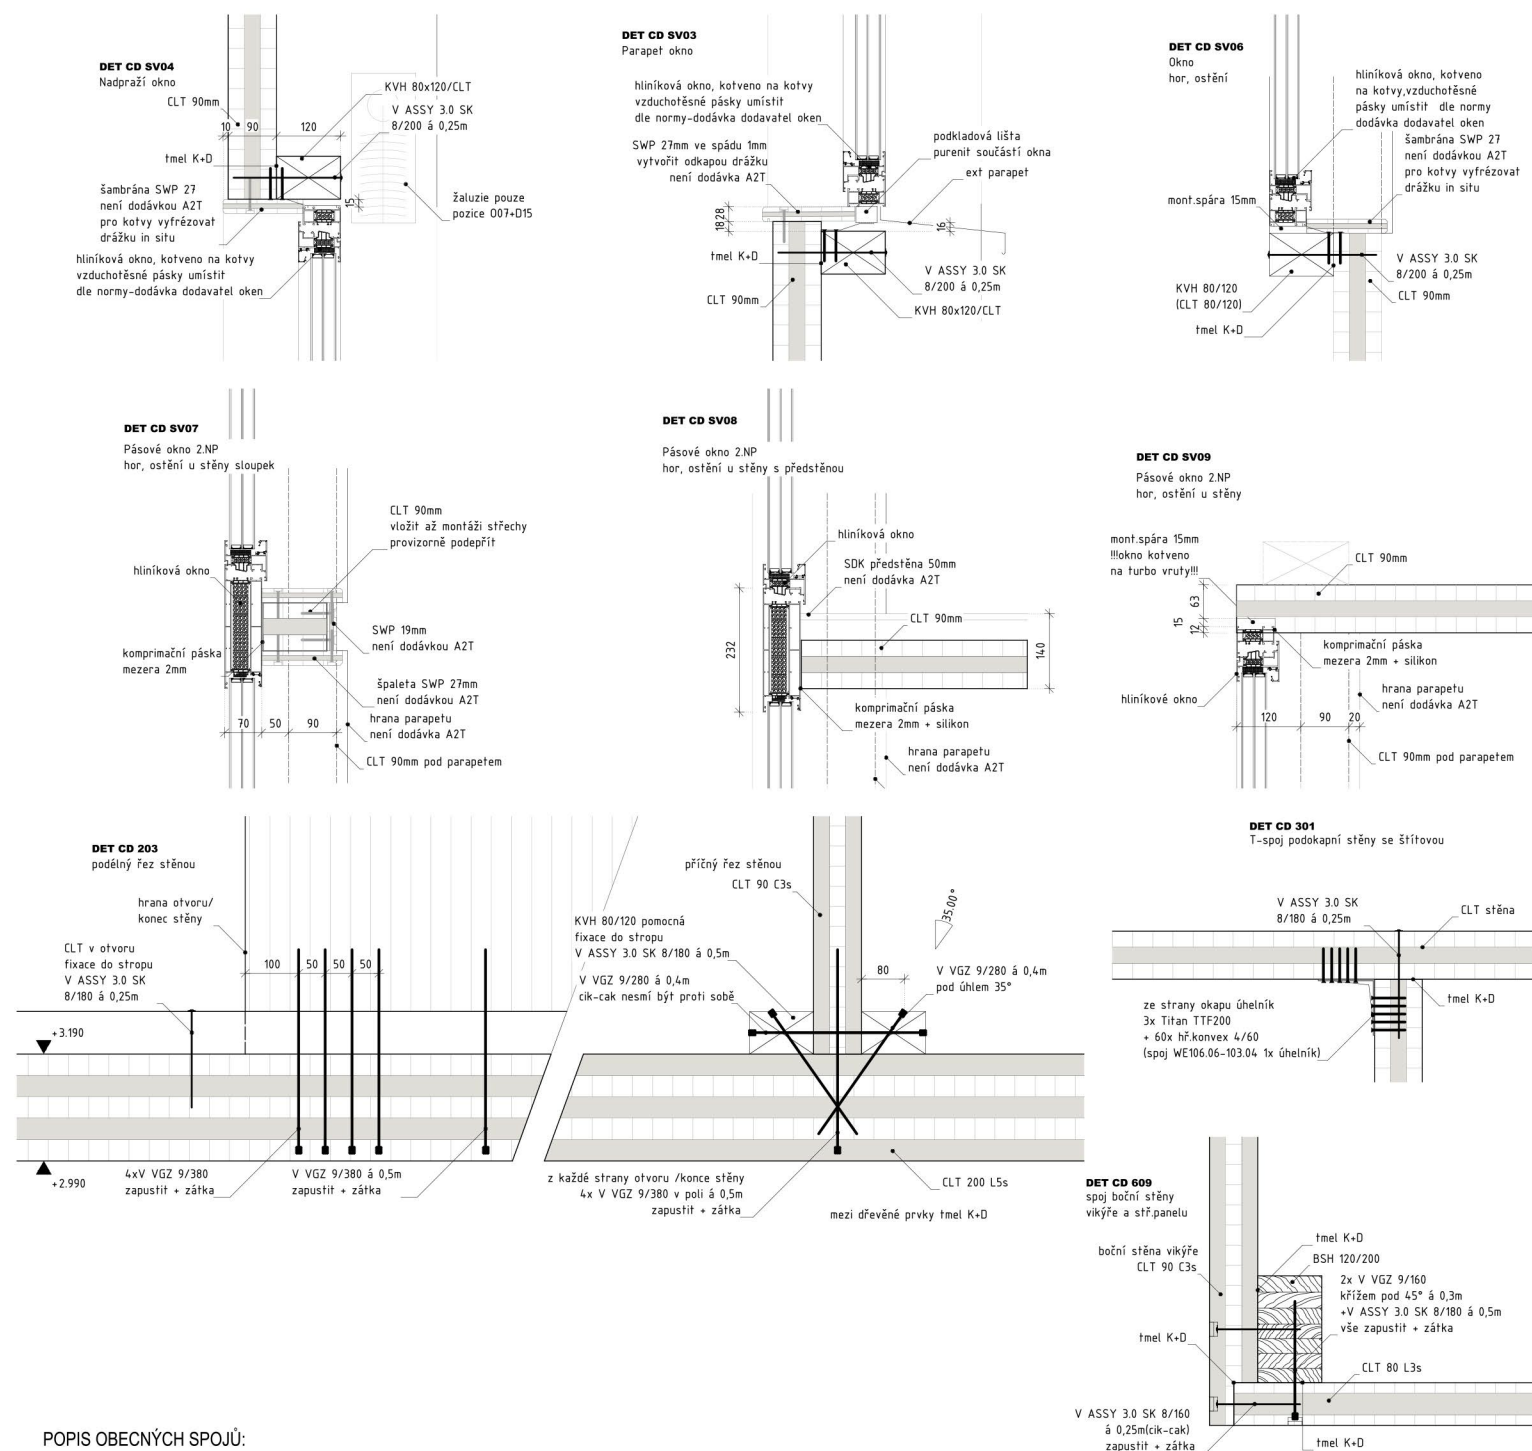 DET CD SV04
Nadpraží okno
CLT 90mm
KVH 80x120/CLT
V ASSY 3.0 SK
8/200 á 0,25m
10
90
120
tmel K+D
15
šambrána SWP 27
není dodávkou A2T
pro kotvy vyfrézovat
drážku in situ
žaluzie pouze
pozice O07+D15
hliníková okno, kotveno na kotvy
vzduchotěsné pásky umístit
dle normy-dodávka dodavatel oken
DET CD SV03
Parapet okno
hliníková okno, kotveno na kotvy
vzduchotěsné pásky umístit
dle normy-dodávka dodavatel oken
SWP 27mm ve spádu 1mm
vytvořit odkapou drážku
není dodávka A2T
podkladová lišta
purenit součástí okna
ext parapet
1828
16
tmel K+D
V ASSY 3.0 SK
8/200 á 0,25m
CLT 90mm
KVH 80x120/CLT
DET CD SV06
Okno
hor, ostění
hliníková okno, kotveno
na kotvy,vzduchotěsné
pásky umístit dle normy
dodávka dodavatel oken
šambrána SWP 27
není dodávkou A2T
pro kotvy vyfrézovat
drážku in situ
mont.spára 15mm
V ASSY 3.0 SK
8/200 á 0,25m
KVH 80/120
(CLT 80/120)
CLT 90mm
tmel K+D
DET CD SV07
Pásové okno 2.NP
hor, ostění u stěny sloupek
CLT 90mm
vložit až montáži střechy
provizorně podepřít
hliníková okno
SWP 19mm
není dodávkou A2T
komprimační páska
mezera 2mm
špaleta SWP 27mm
není dodávkou A2T
hrana parapetu
není dodávka A2T
70
50
90
CLT 90mm pod parapetem
DET CD SV08
Pásové okno 2.NP
hor, ostění u stěny s předstěnou
hliníková okno
SDK předstěna 50mm
není dodávka A2T
CLT 90mm
232
140
komprimační páska
mezera 2mm + silikon
hrana parapetu
není dodávka A2T
DET CD SV09
Pásové okno 2.NP
hor, ostění u stěny
mont.spára 15mm
!!!okno kotveno
na turbo vruty!!!
CLT 90mm
63
15
12
komprimační páska
mezera 2mm + silikon
hliníkové okno
hrana parapetu
není dodávka A2T
120
90
20
CLT 90mm pod parapetem
DET CD 203
podélný řez stěnou
hrana otvoru/
konec stěny
CLT v otvoru
fixace do stropu
V ASSY 3.0 SK
8/180 á 0,25m
100
50
50
50
+3.190
+2.990
4xV VGZ 9/380
zapustit + zátka
V VGZ 9/380 á 0,5m
zapustit + zátka
příčný řez stěnou
CLT 90 C3s
KVH 80/120 pomocná
fixace do stropu
V ASSY 3.0 SK 8/180 á 0,5m
V VGZ 9/280 á 0,4m
cik-cak nesmí být proti sobě
35.00°
80
V VGZ 9/280 á 0,4m
pod úhlem 35°
z každé strany otvoru /konce stěny
4x V VGZ 9/380 v poli á 0,5m
zapustit + zátka
CLT 200 L5s
mezi dřevěné prvky tmel K+D
DET CD 301
T-spoj podokapní stěny se štítovou
V ASSY 3.0 SK
8/180 á 0,25m
CLT stěna
tmel K+D
ze strany okapu úhelník
3x Titan TTF200
+ 60x hř.konvex 4/60
(spoj WE106.06-103.04 1x úhelník)
DET CD 609
spoj boční stěny
vikýře a stř.panelu
boční stěna vikýře
CLT 90 C3s
tmel K+D
BSH 120/200
2x V VGZ 9/160
křížem pod 45° á 0,3m
+V ASSY 3.0 SK 8/180 á 0,5m
vše zapustit + zátka
tmel K+D
CLT 80 L3s
V ASSY 3.0 SK 8/160
á 0,25m(cik-cak)
zapustit + zátka
tmel K+D
POPIS OBECNÝCH SPOJŮ: